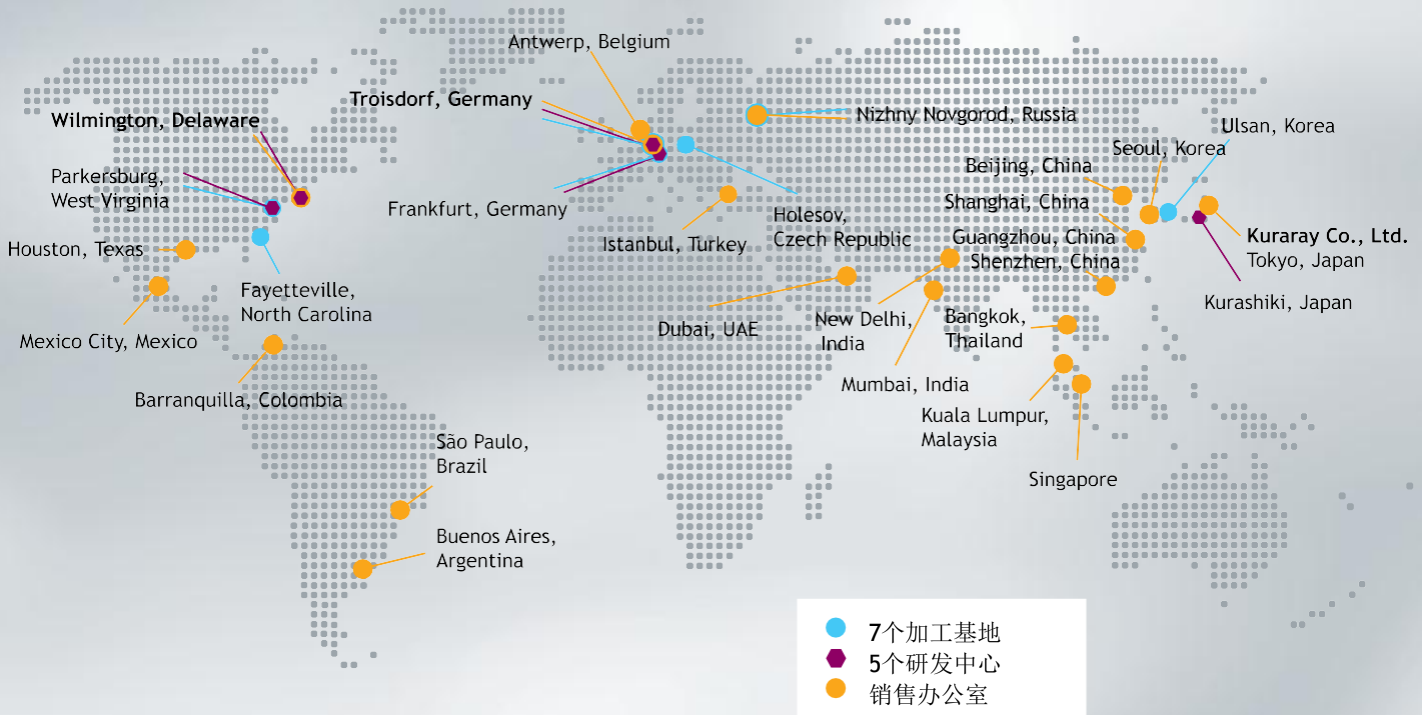 Antwerp, Belgium
Troisdorf, Germany
Wilmington, Delaware
Nizhny Novgorod, Russia
Ulsan, Korea
Seoul, Korea
Beijing, China
Parkersburg,
West Virginia
Shanghai, China
Frankfurt, Germany
Holesov,
Czech Republic
Istanbul, Turkey
Guangzhou, China
Shenzhen, China
Kuraray Co., Ltd.
Tokyo, Japan
Houston, Texas
Fayetteville,
North Carolina
Kurashiki, Japan
Mexico City, Mexico
Dubai, UAE
New Delhi,
India
Bangkok,
Thailand
Mumbai, India
Barranquilla, Colombia
Kuala Lumpur,
Malaysia
São Paulo,
Brazil
Singapore
Buenos Aires,
Argentina
7个加工基地
5个研发中心
销售办公室